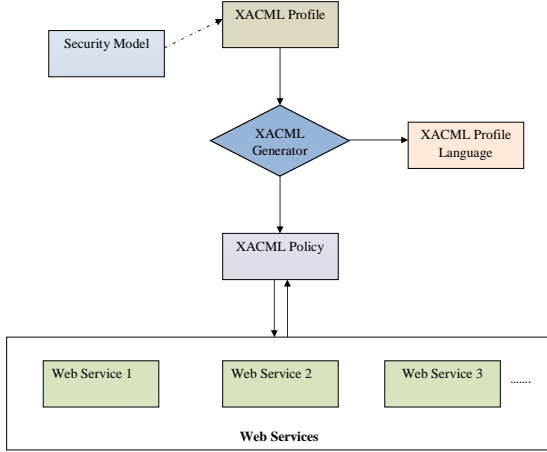 XACML Profile
Security Model
XACML
Generator
XACML Profile
Language
XACML Policy
Web Service 1
Web Service 2
Web Service 3
.......
Web Services